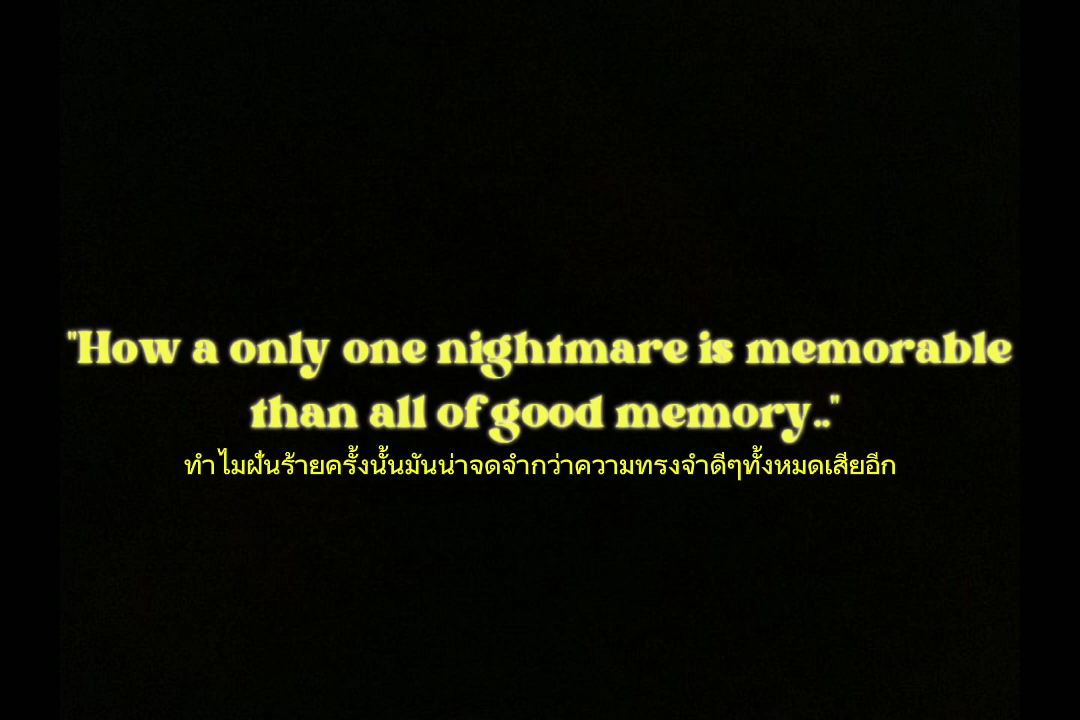 "How a only one nightmare is memorable
than all of good memory.."
ทำไมฝันร้ายครั้งนั้นมันน่าจดจำกว่าความทรงจำดีๆทั้งหมดเสียอีก